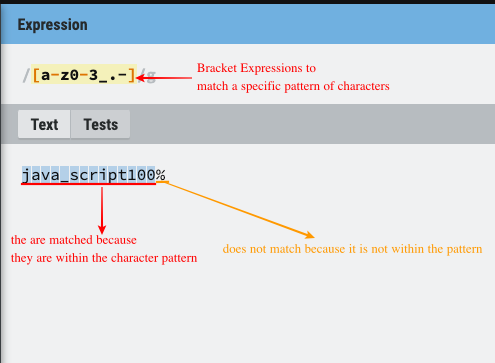 Expression
/[a-z0-3_.-]/g
Bracket Expressions to
match a specific pattern of characters
Text Tests
java_script100%
the are matched because
they are within the character pattern
does not match because it is not within the pattern